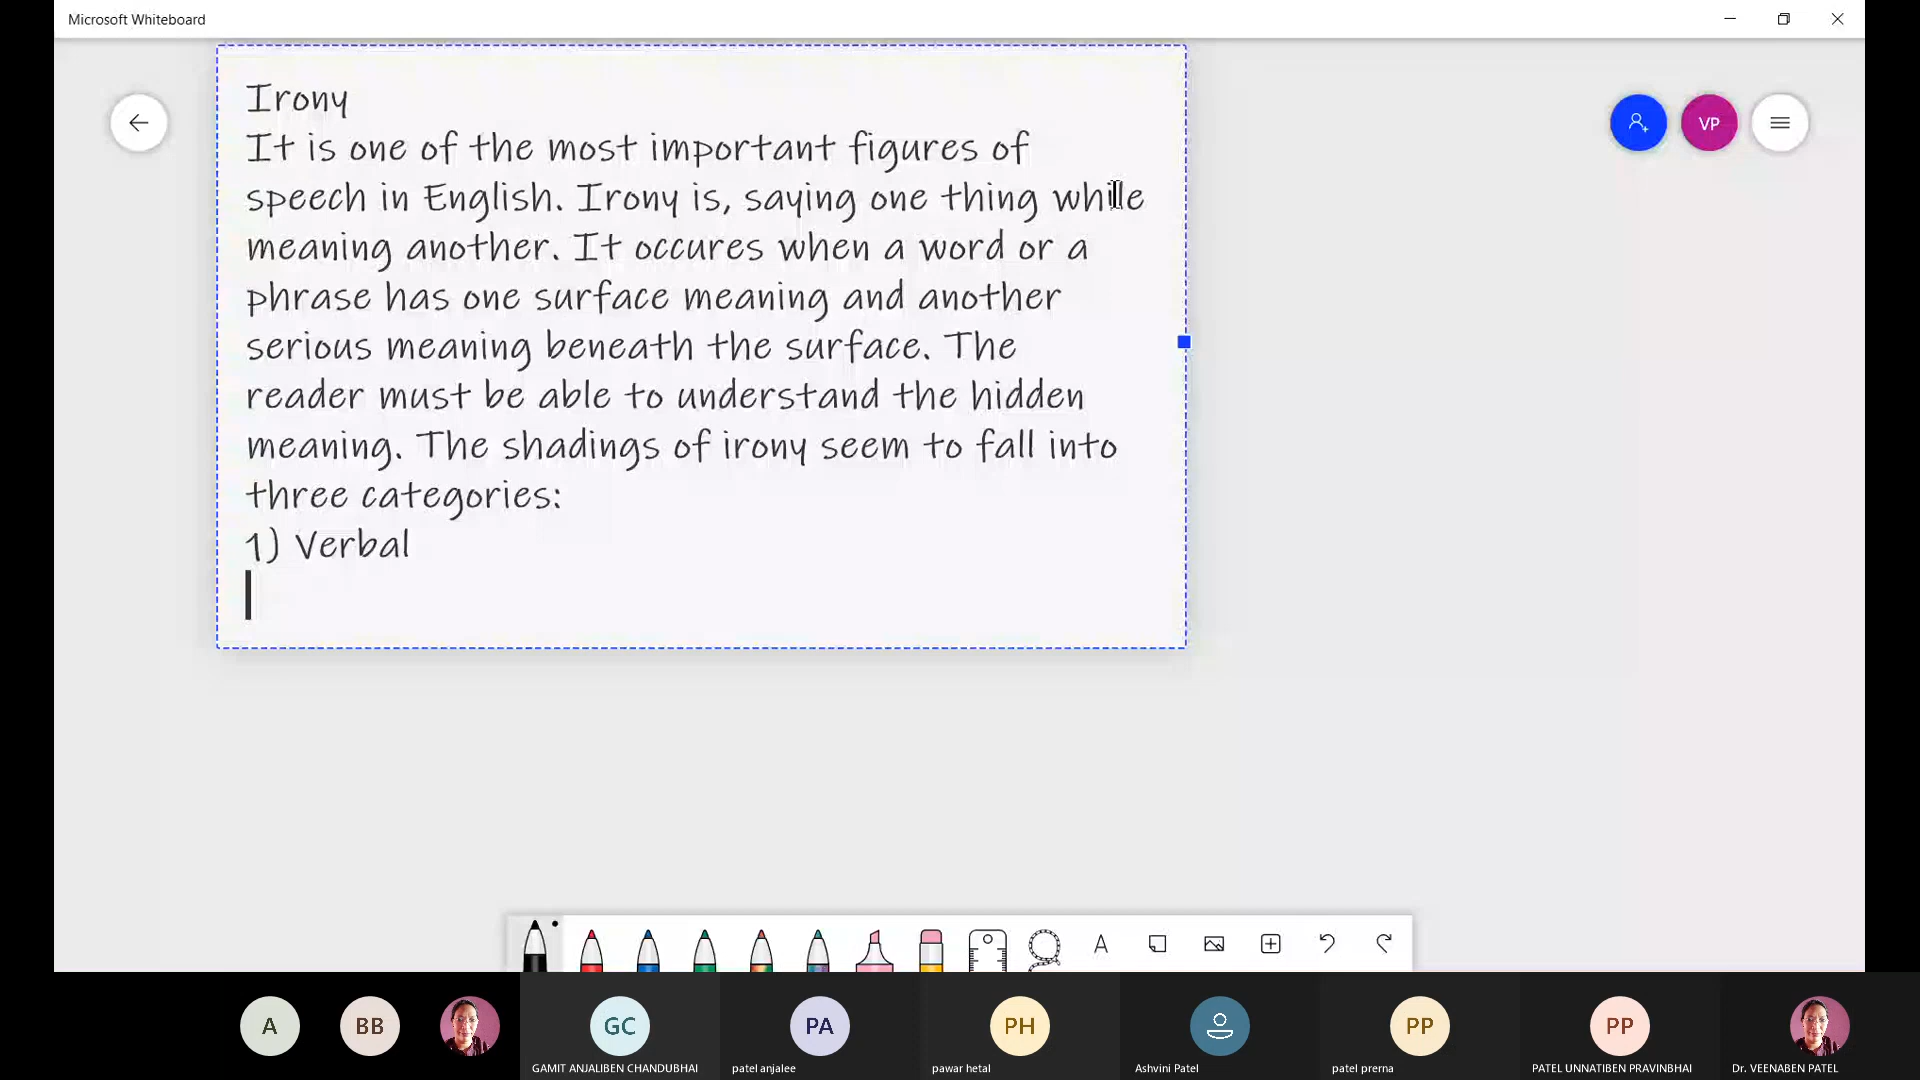 Microsoft Whiteboard
Irony
It is one of the most important figures of
speech in English. Irony is, saying one thing while
meaning another. It occures when a word or a
phrase has one surface meaning and another
serious meaning beneath the surface. The
reader must be able to understand the hidden
meaning. The shadings of irony seem to fall into
three categories:
1) Verbal
VP
A
A BB GC PA PH PP PP
GAMIT ANJALIBEN CHANDUBHAI patel anjalee pawar hetal Ashvini Patel patel prerna PATEL UNNATIBEN PRAVINBHAI Dr. VEENABEN PATEL